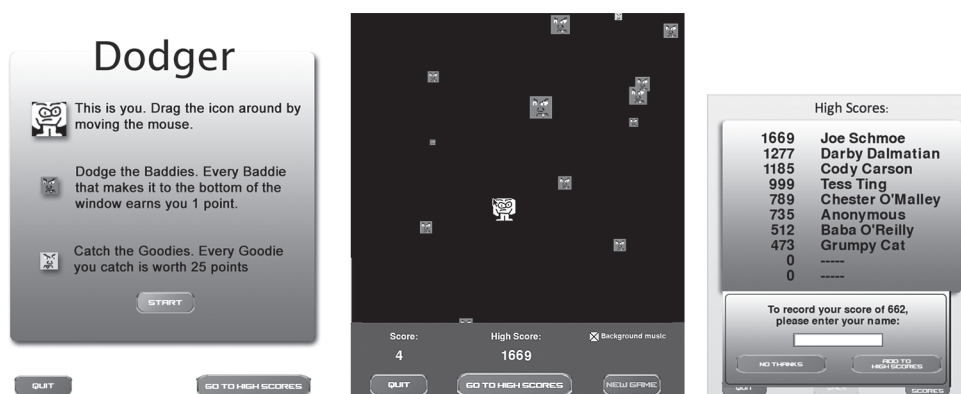 Dodger
This is you. Drag the icon around by
moving the mouse.
Dodge the Baddies. Every Baddie
that makes it to the bottom of the
window earns you 1 point.
Catch the Goodies. Every Goodie
you catch is worth 25 points
START
QUIT
GO TO HIGH SCORES
Score:
High Score:
Background music
4
1669
QUIT
GO TO HIGH SCORES
NEW GAME
High Scores:
1669 Joe Schmoe
1277 Darby Dalmatian
1185 Cody Carson
999 Tess Ting
789 Chester O'Malley
735 Anonymous
512 Baba O'Reilly
473 Grumpy Cat
0 -----
0 -----
To record your score of 662,
please enter your name:
NO THANKS
ADD TO
HIGH SCORES
QUIT
SCORES